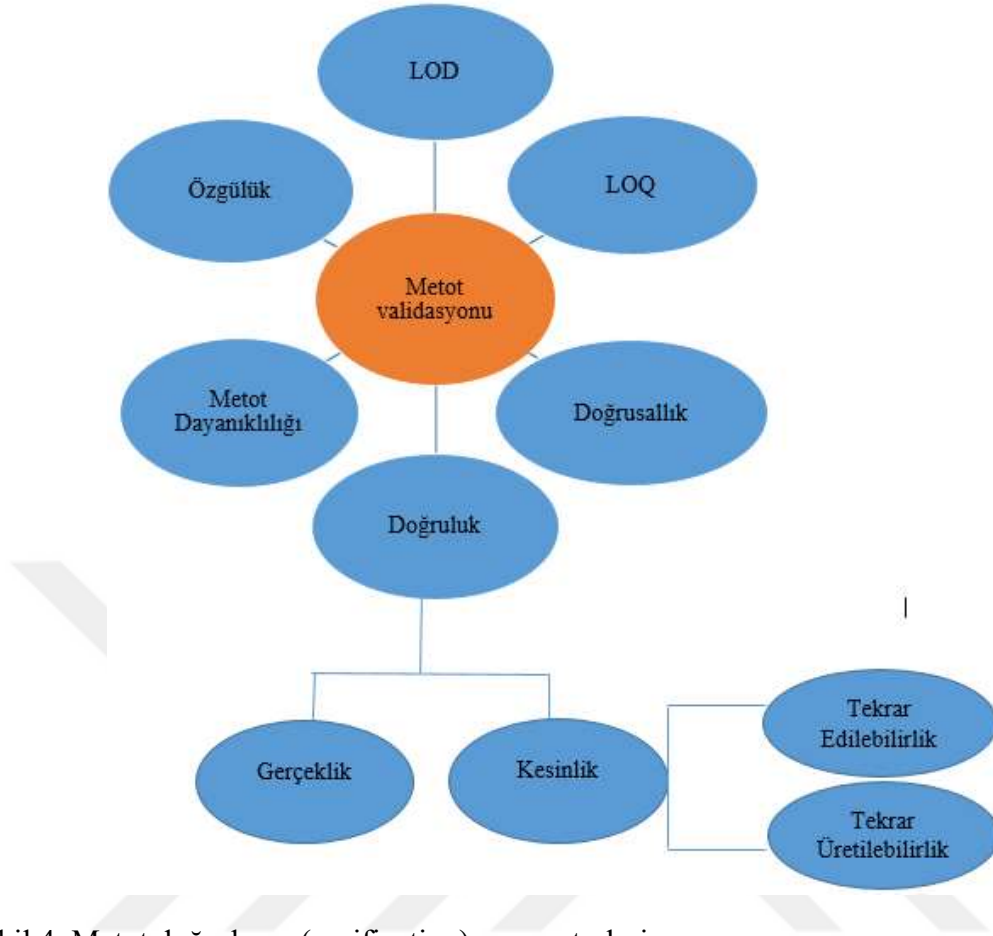 LOD
Özgülük
LOQ
Metot
validasyonu
Metot
Dayanıklılığı
Doğrusallık
Doğruluk
Gerçeklik
Kesinlik
Tekrar
Edilebilirlik
Tekrar
Üretilebilirlik